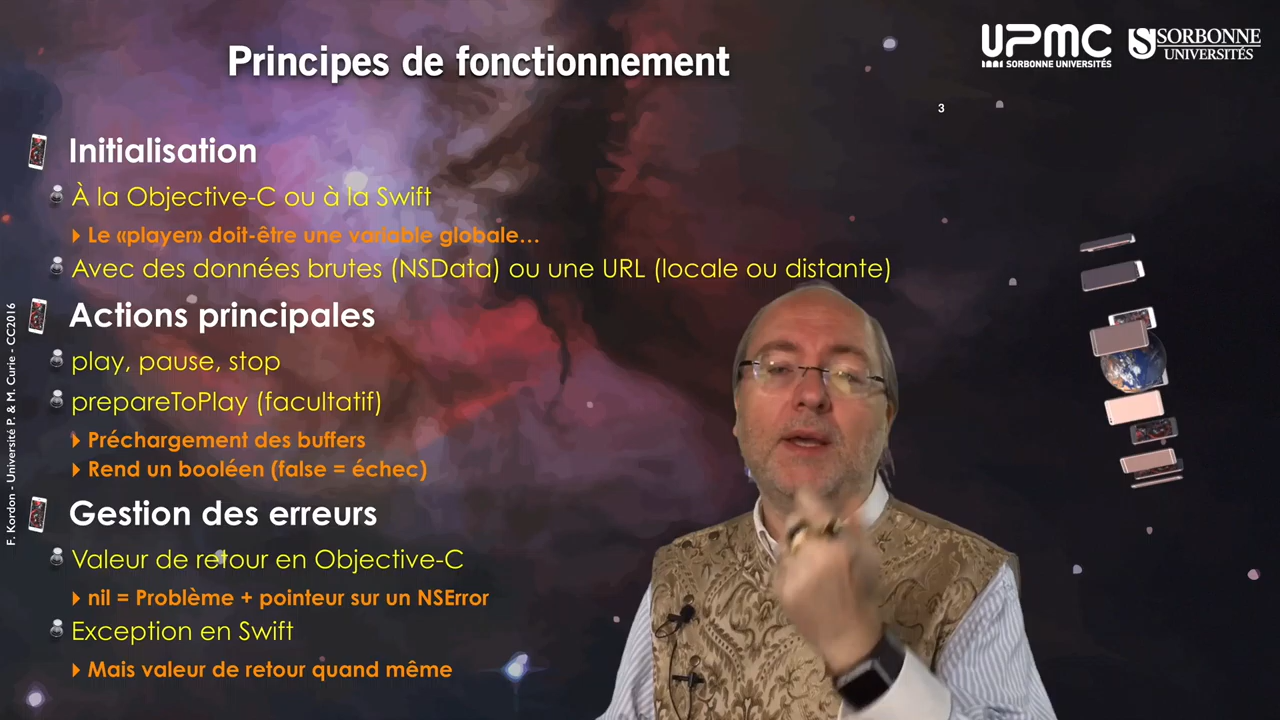 Principes de fonctionnement
UPMC
SORBONNE UNIVERSITÉS
S SORBONNE
UNIVERSITÉS
3
Initialisation
À la Objective-C ou à la Swift
Le «player» doit-être une variable globale...
Avec des données brutes (NSData) ou une URL (locale ou distante)
Actions principales
play, pause, stop
prepareToPlay (facultatif)
Préchargement des buffers
Rend un booléen (false = échec)
Gestion des erreurs
Valeur de retour en Objective-C
nil = Problème + pointeur sur un NSError
Exception en Swift
Mais valeur de retour quand même
F. Kordon - Université P. & M. Curie - CC2016